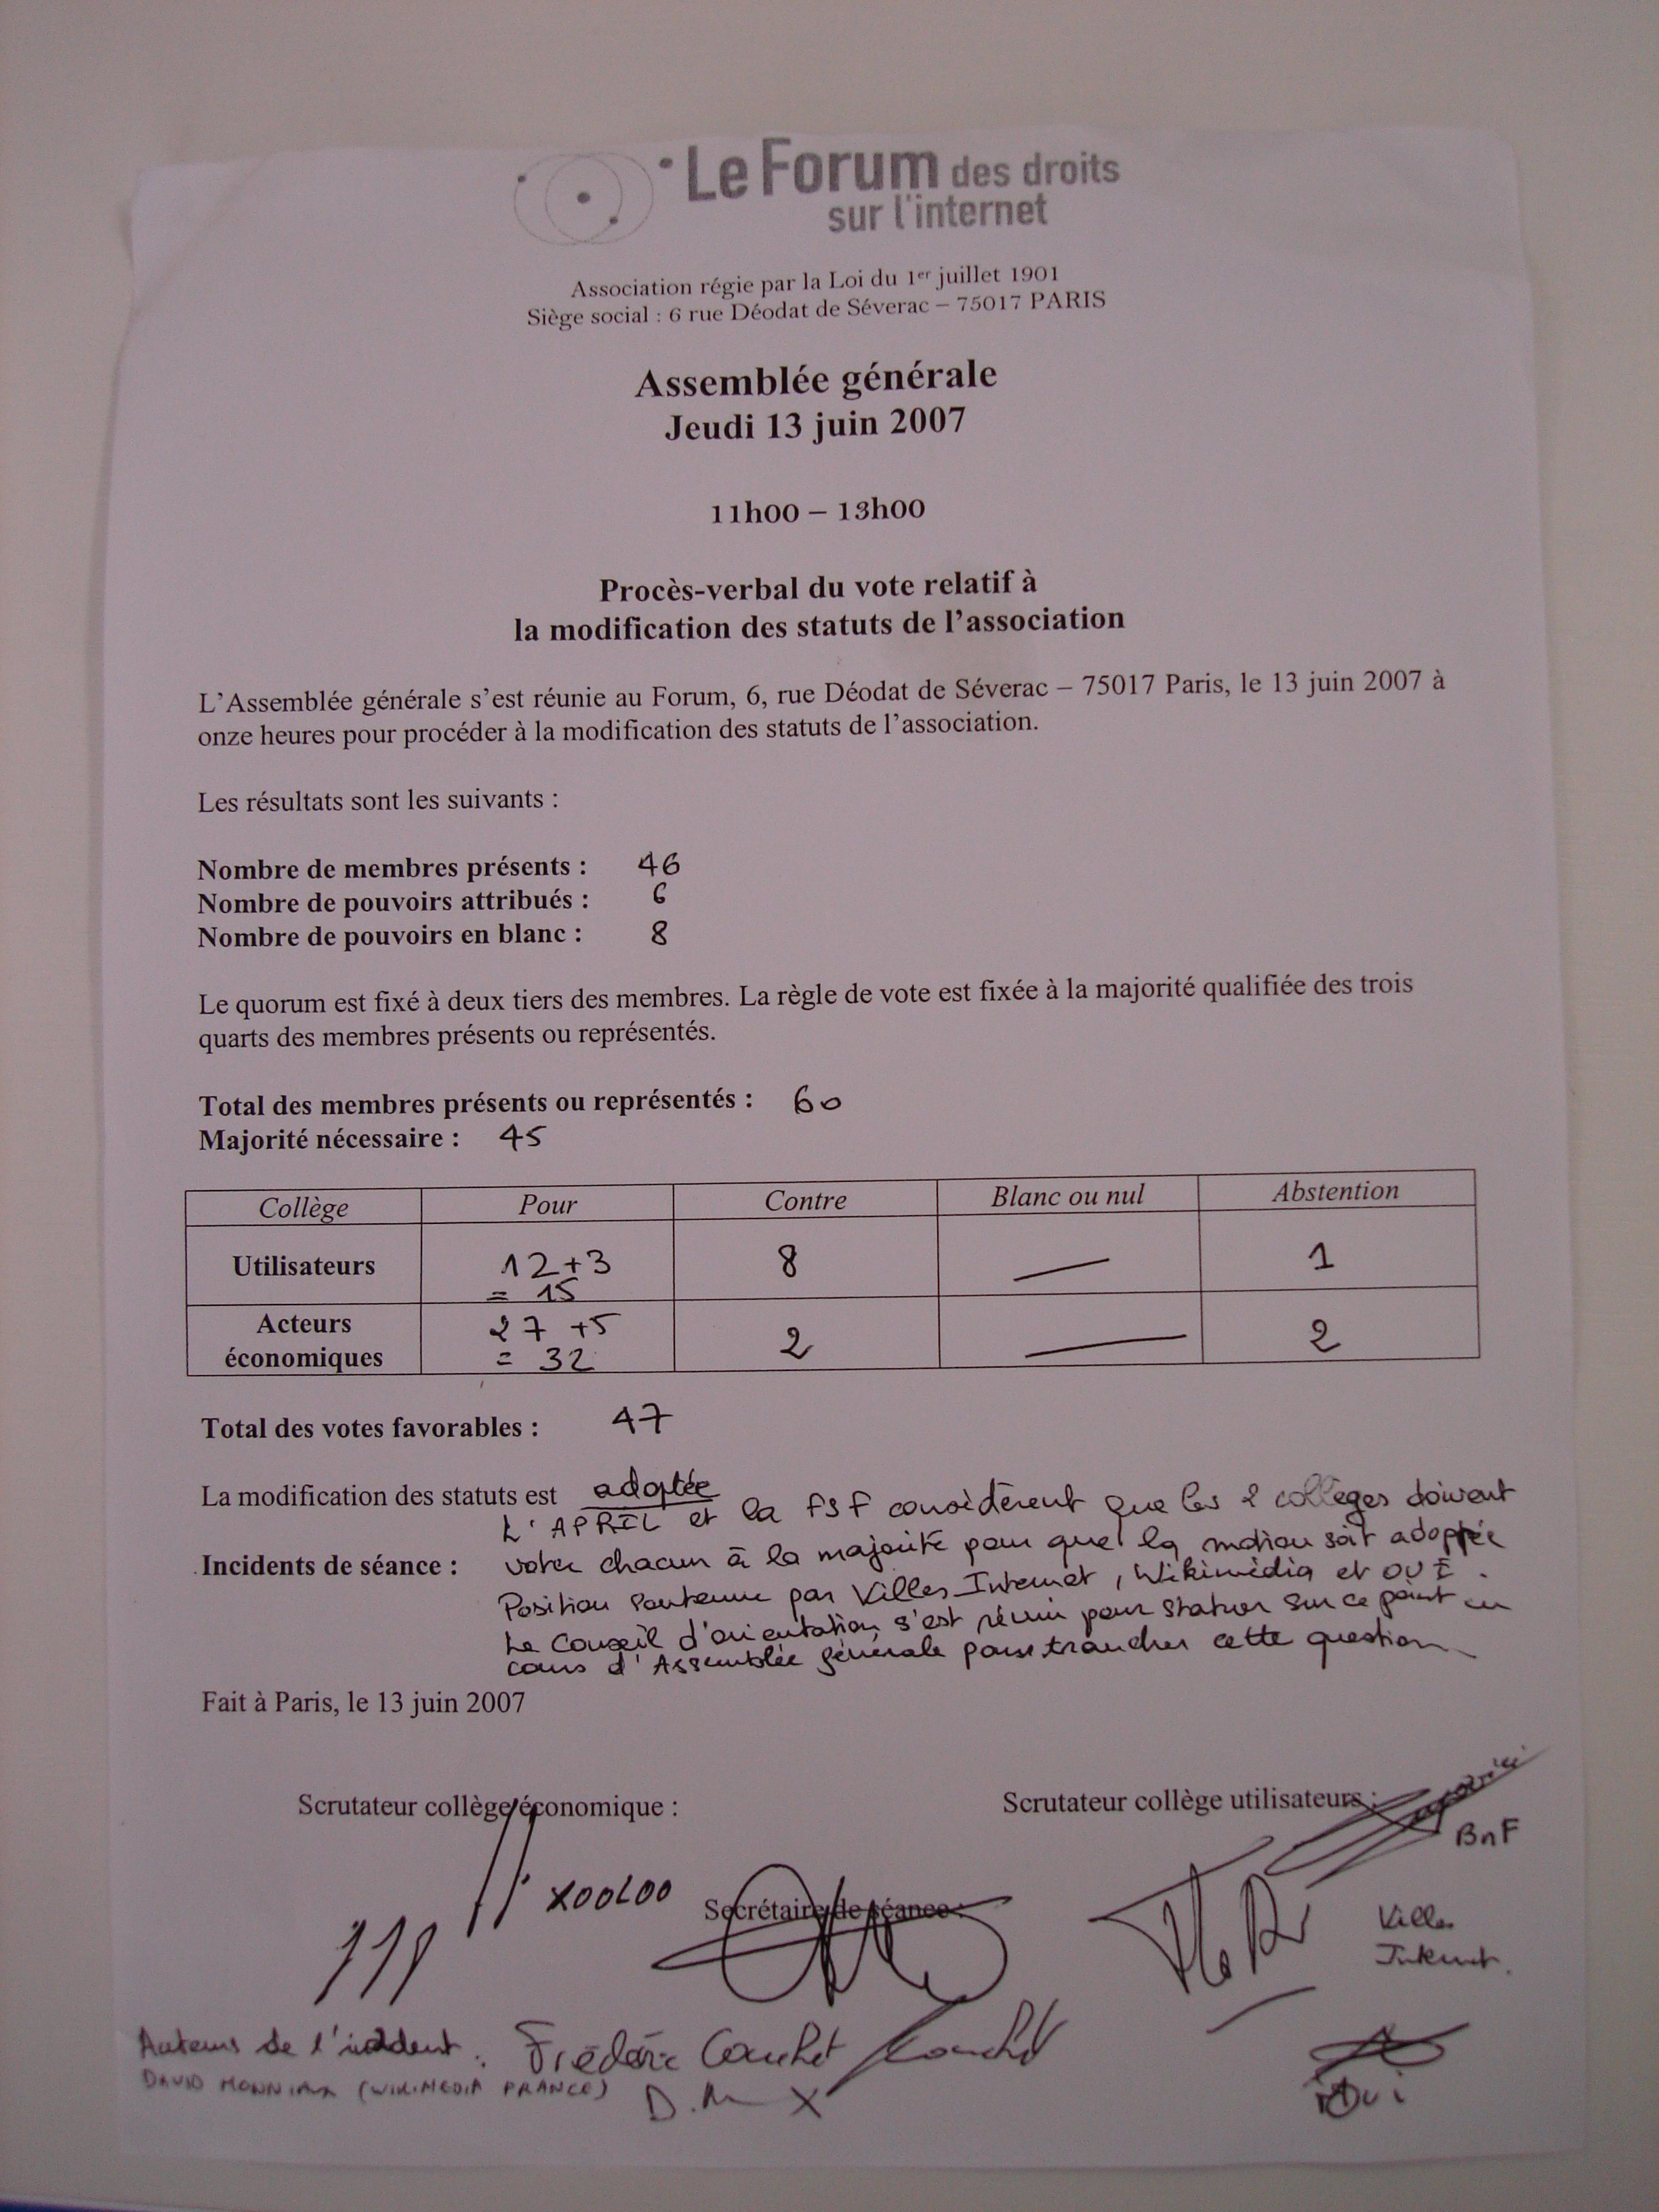 Le Forum des droits
sur l'internet
Association régie par la Loi du 1er juillet 1901
Siège social : 6 rue Déodat de Séverac – 75017 PARIS
Assemblée générale
Jeudi 13 juin 2007
11h00 – 13h00
Procès-verbal du vote relatif à
la modification des statuts de l'association
L'Assemblée générale s'est réunie au Forum, 6, rue Déodat de Séverac – 75017 Paris, le 13 juin 2007 à
onze heures pour procéder à la modification des statuts de l'association.
Les résultats sont les suivants :
Nombre de membres présents : 46
Nombre de pouvoirs attribués : 6
Nombre de pouvoirs en blanc : 8
Le quorum est fixé à deux tiers des membres. La règle de vote est fixée à la majorité qualifiée des trois
quarts des membres présents ou représentés.
Total des membres présents ou représentés : 60
Majorité nécessaire : 45
Collège Pour Contre Blanc ou nul Abstention
Utilisateurs 12+3 8 — 1
= 15
Acteurs 27 +5 2 — 2
économiques = 32
Total des votes favorables : 47
La modification des statuts est adoptée
L'APRIL et la FSF considèrent que les 2 collèges doivent
Incidents de séance : voter chacun à la majorité pour que la motion soit adoptée
Position soutenue par Villes Internet, Wikimédia et OUI.
Le Conseil d'orientation s'est réuni pour statuer sur ce point en
cours d'Assemblée générale pour trancher cette question
Fait à Paris, le 13 juin 2007
Scrutateur collège économique : Scrutateur collège utilisateurs :
BnF
XOOLOO
Secrétaire de séance :
Villes
Internet.
Auteurs de l'incident : Frédéric Couchet
DAVID MONNIAUX (WIKIMEDIA FRANCE) D.M X